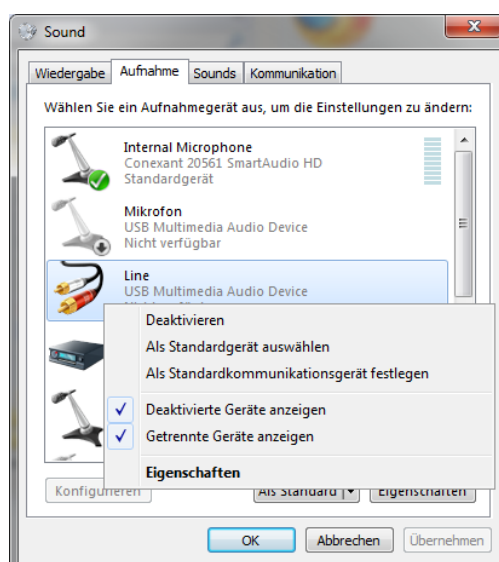 Sound
Wiedergabe Aufnahme Sounds Kommunikation
Wählen Sie ein Aufnahmegerät aus, um die Einstellungen zu ändern:
Internal Microphone
Conexant 20561 SmartAudio HD
Standardgerät
Mikrofon
USB Multimedia Audio Device
Nicht verfügbar
Line
USB Multimedia Audio Device
Deaktivieren
Als Standardgerät auswählen
Als Standardkommunikationsgerät festlegen
Deaktivierte Geräte anzeigen
Getrennte Geräte anzeigen
Eigenschaften
Konfigurieren Als Standard Eigenschaften
OK Abbrechen Übernehmen